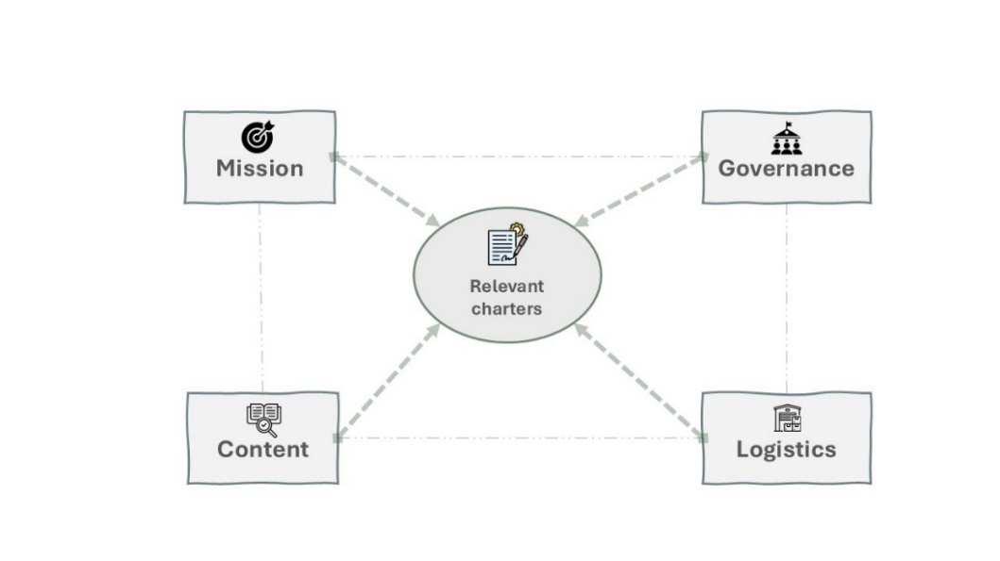 Mission
Governance
Relevant
charters
Content
Logistics